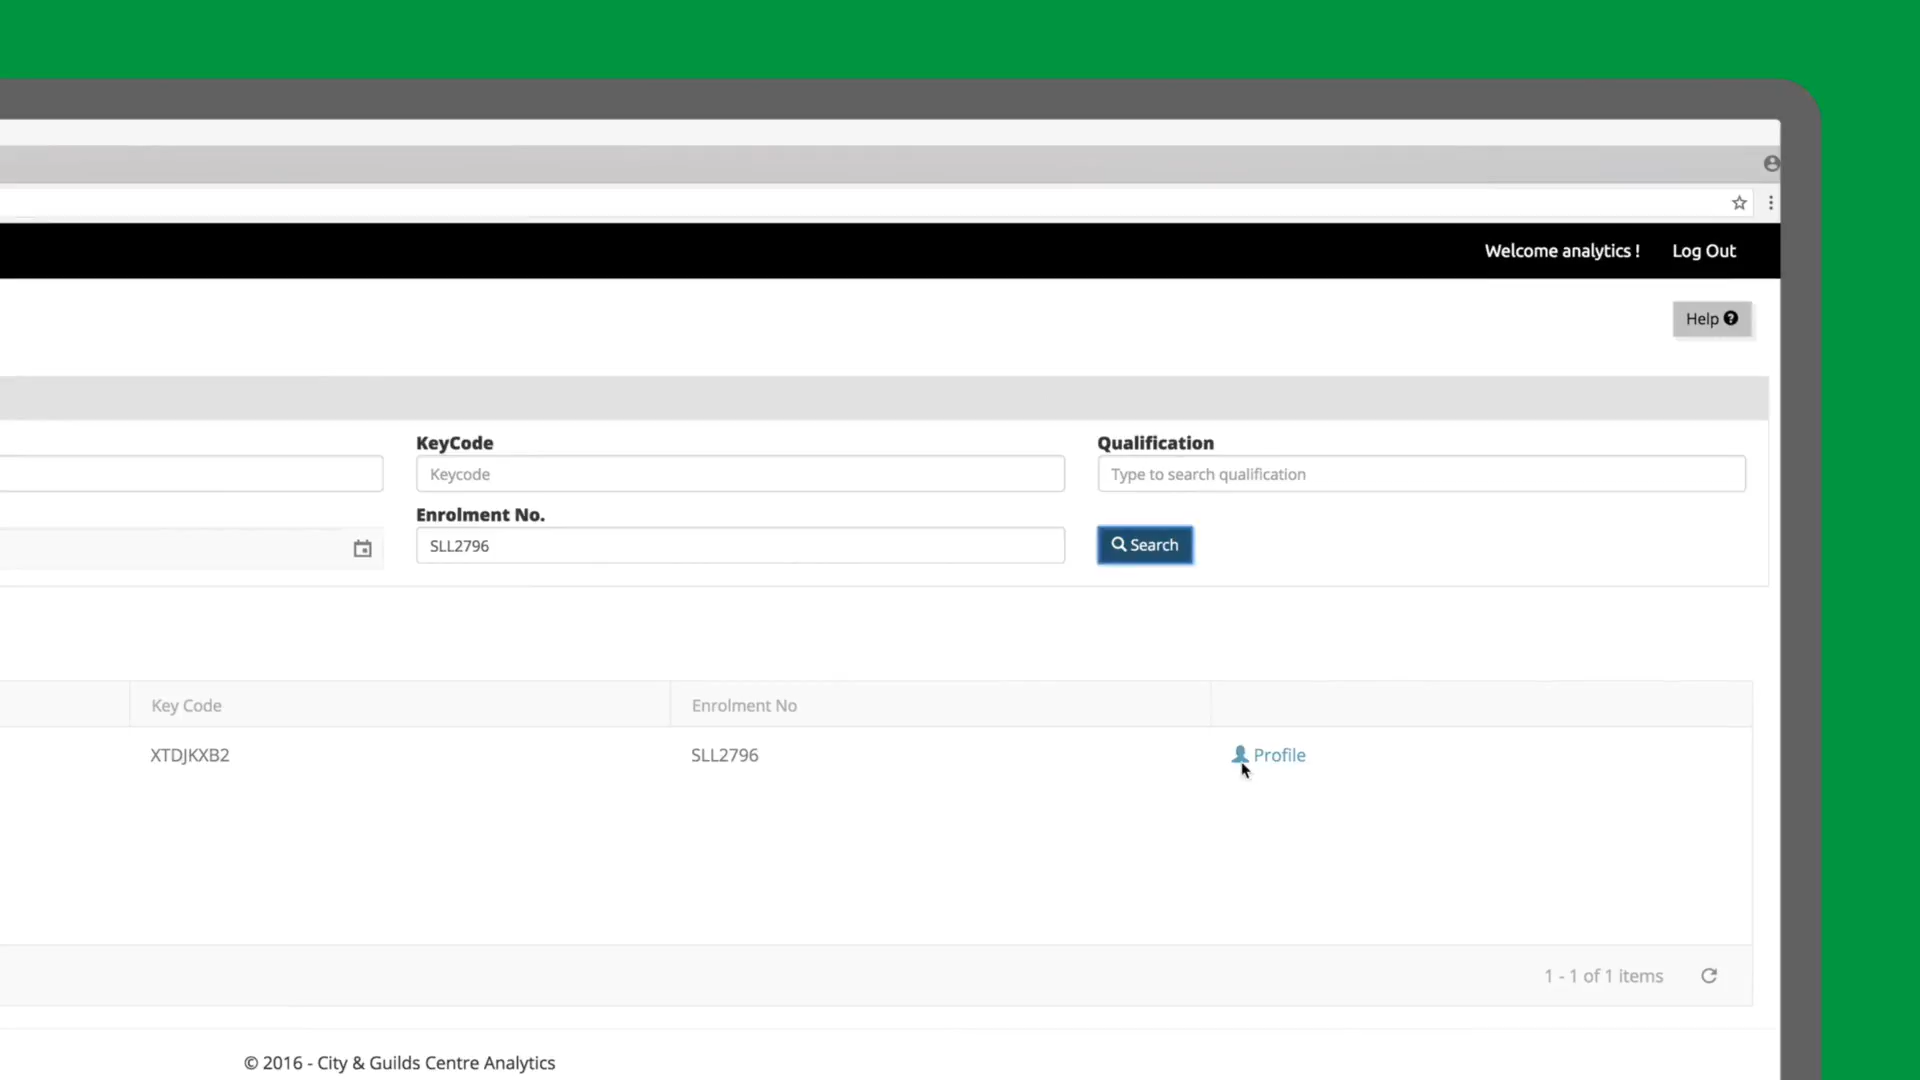 Welcome analytics ! Log Out
Help
KeyCode Qualification
Keycode Type to search qualification
Enrolment No.
SLL2796 Search
Key Code Enrolment No
XTDJKXB2 SLL2796 Profile
1 - 1 of 1 items
© 2016 - City & Guilds Centre Analytics